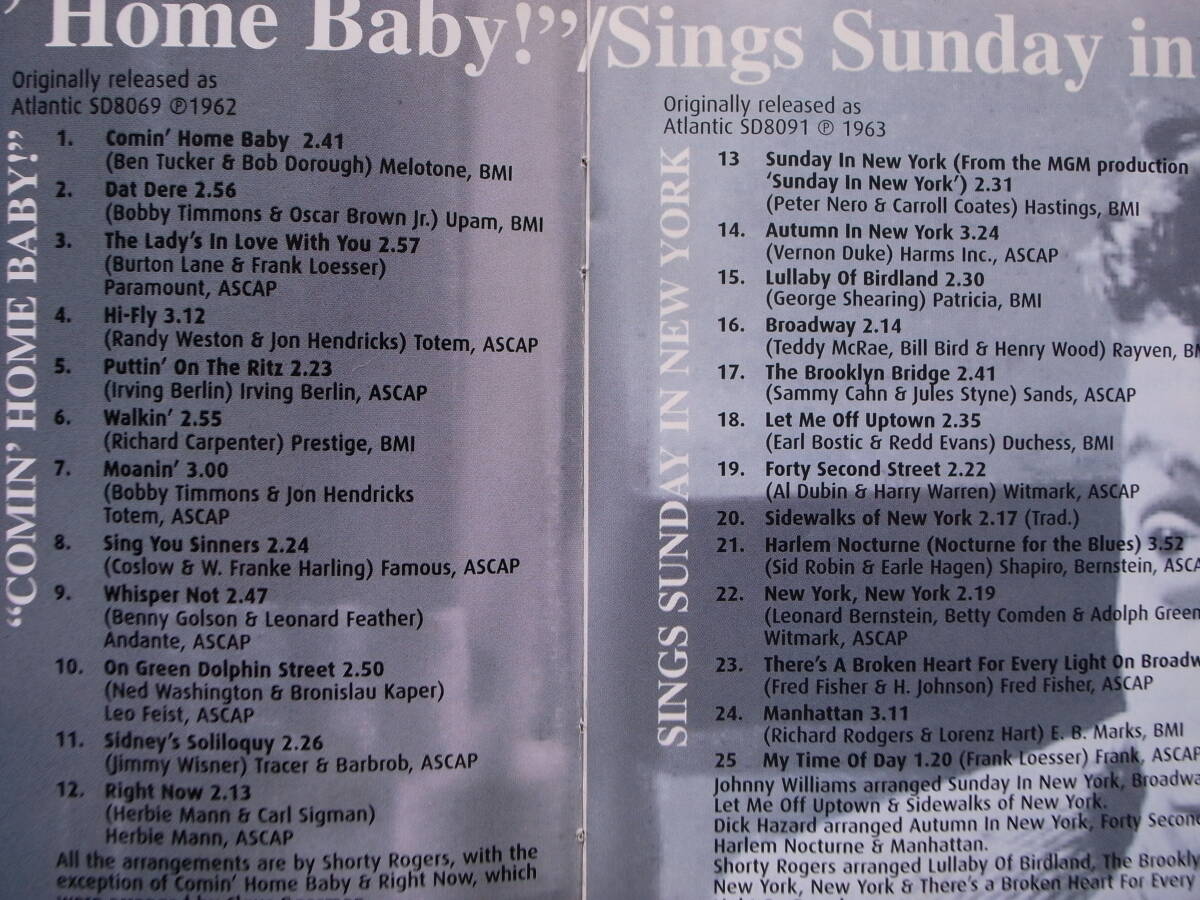 " Home Baby!"/Sings Sunday in
Originally released as
Atlantic SD8069 ℗1962
"COMIN' HOME BABY!"
1. Comin' Home Baby 2.41
(Ben Tucker & Bob Dorough) Melotone, BMI
2. Dat Dere 2.56
(Bobby Timmons & Oscar Brown Jr.) Upam, BMI
3. The Lady's In Love With You 2.57
(Burton Lane & Frank Loesser)
Paramount, ASCAP
4. Hi-Fly 3.12
(Randy Weston & Jon Hendricks) Totem, ASCAP
5. Puttin' On The Ritz 2.23
(Irving Berlin) Irving Berlin, ASCAP
6. Walkin' 2.55
(Richard Carpenter) Prestige, BMI
7. Moanin' 3.00
(Bobby Timmons & Jon Hendricks
Totem, ASCAP
8. Sing You Sinners 2.24
(Coslow & W. Franke Harling) Famous, ASCAP
9. Whisper Not 2.47
(Benny Golson & Leonard Feather)
Andante, ASCAP
10. On Green Dolphin Street 2.50
(Ned Washington & Bronislau Kaper)
Leo Feist, ASCAP
11. Sidney's Soliloquy 2.26
(Jimmy Wisner) Tracer & Barbrob, ASCAP
12. Right Now 2.13
(Herbie Mann & Carl Sigman)
Herbie Mann, ASCAP
All the arrangements are by Shorty Rogers, with the
exception of Comin' Home Baby & Right Now, which
Originally released as
Atlantic SD8091 ℗ 1963
SINGS SUNDAY IN NEW YORK
13 Sunday In New York (From the MGM production
'Sunday In New York') 2.31
(Peter Nero & Carroll Coates) Hastings, BMI
14. Autumn In New York 3.24
(Vernon Duke) Harms Inc., ASCAP
15. Lullaby Of Birdland 2.30
(George Shearing) Patricia, BMI
16. Broadway 2.14
(Teddy McRae, Bill Bird & Henry Wood) Rayven, BM
17. The Brooklyn Bridge 2.41
(Sammy Cahn & Jules Styne) Sands, ASCAP
18. Let Me Off Uptown 2.35
(Earl Bostic & Redd Evans) Duchess, BMI
19. Forty Second Street 2.22
(Al Dubin & Harry Warren) Witmark, ASCAP
20. Sidewalks of New York 2.17 (Trad.)
21. Harlem Nocturne (Nocturne for the Blues) 3.52
(Sid Robin & Earle Hagen) Shapiro, Bernstein, ASCA
22. New York, New York 2.19
(Leonard Bernstein, Betty Comden & Adolph Green
Witmark, ASCAP
23. There's A Broken Heart For Every Light On Broadw
(Fred Fisher & H. Johnson) Fred Fisher, ASCAP
24. Manhattan 3.11
(Richard Rodgers & Lorenz Hart) E. B. Marks, BMI
25 My Time Of Day 1.20 (Frank Loesser) Frank, ASCAP
Johnny Williams arranged Sunday In New York, Broadwa
Let Me Off Uptown & Sidewalks of New York.
Dick Hazard arranged Autumn In New York, Forty Second
Harlem Nocturne & Manhattan.
Shorty Rogers arranged Lullaby Of Birdland, The Brookly
New York, New York & There's a Broken Heart For Every